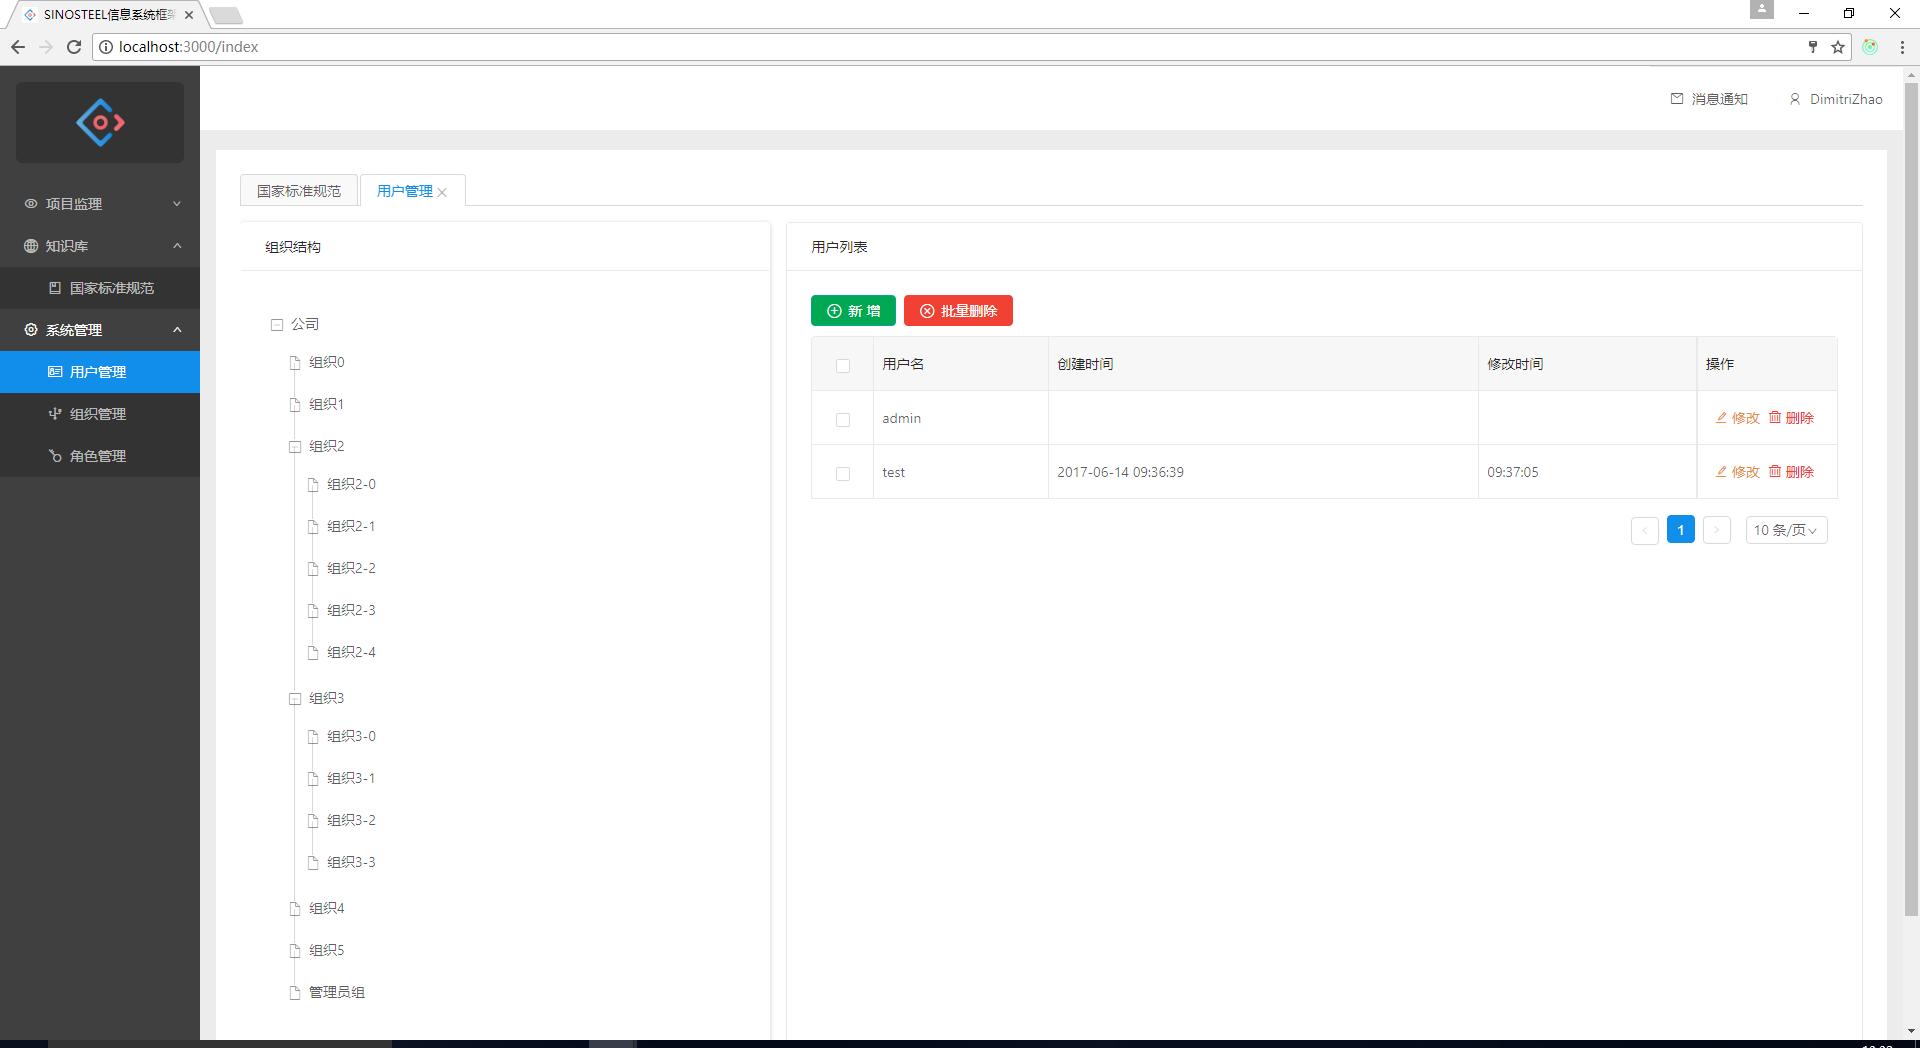 SINOSTEEL信息系统框架
localhost:3000/index
消息通知
DimitriZhao
项目监理
知识库
国家标准规范
系统管理
用户管理
组织管理
角色管理
国家标准规范
用户管理
组织结构
公司
组织0
组织1
组织2
组织2-0
组织2-1
组织2-2
组织2-3
组织2-4
组织3
组织3-0
组织3-1
组织3-2
组织3-3
组织4
组织5
管理员组
用户列表
新 增
批量删除
用户名 创建时间 修改时间 操作
admin 修改 删除
test 2017-06-14 09:36:39 09:37:05 修改 删除
1
10 条/页